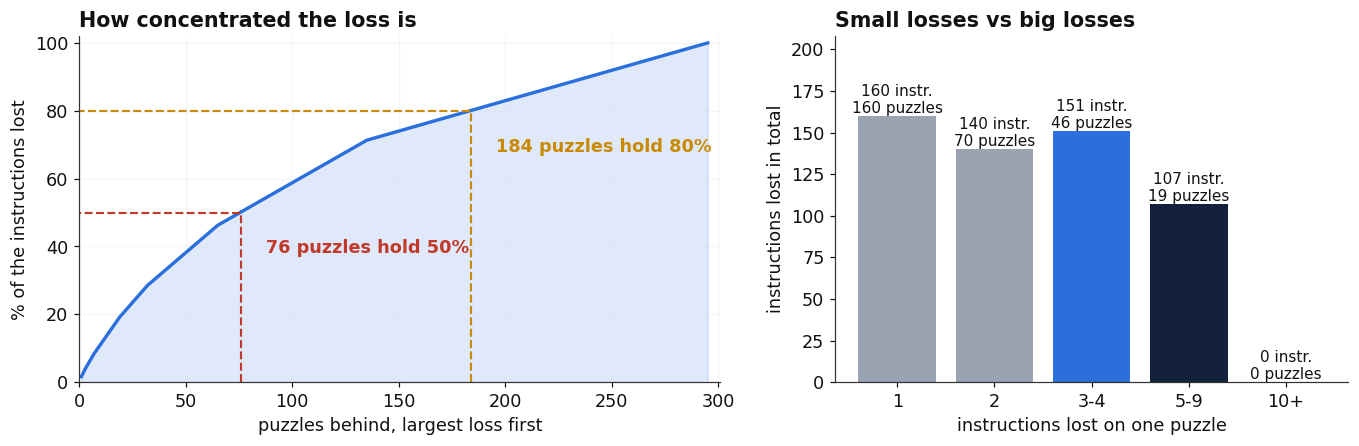 How concentrated the loss is
% of the instructions lost
100
80
60
40
20
0
184 puzzles hold 80%
76 puzzles hold 50%
0 50 100 150 200 250 300
puzzles behind, largest loss first
Small losses vs big losses
instructions lost in total
200
175
150
125
100
75
50
25
0
160 instr.
160 puzzles
140 instr.
70 puzzles
151 instr.
46 puzzles
107 instr.
19 puzzles
0 instr.
0 puzzles
1 2 3-4 5-9 10+
instructions lost on one puzzle